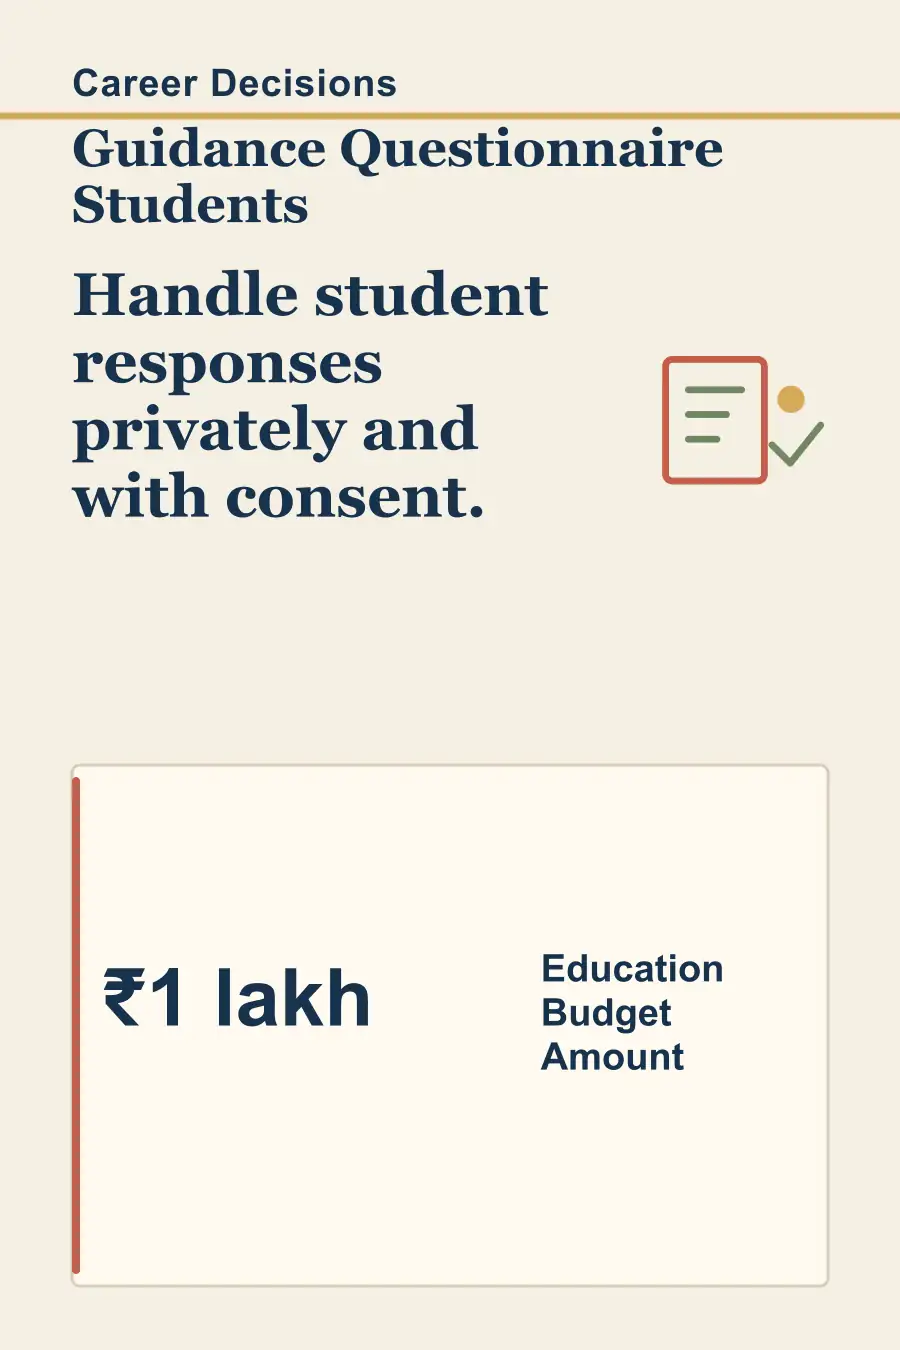 Career Decisions
Guidance Questionnaire
Students
Handle student
responses
privately and
with consent.
₹1 lakh
Education
Budget
Amount